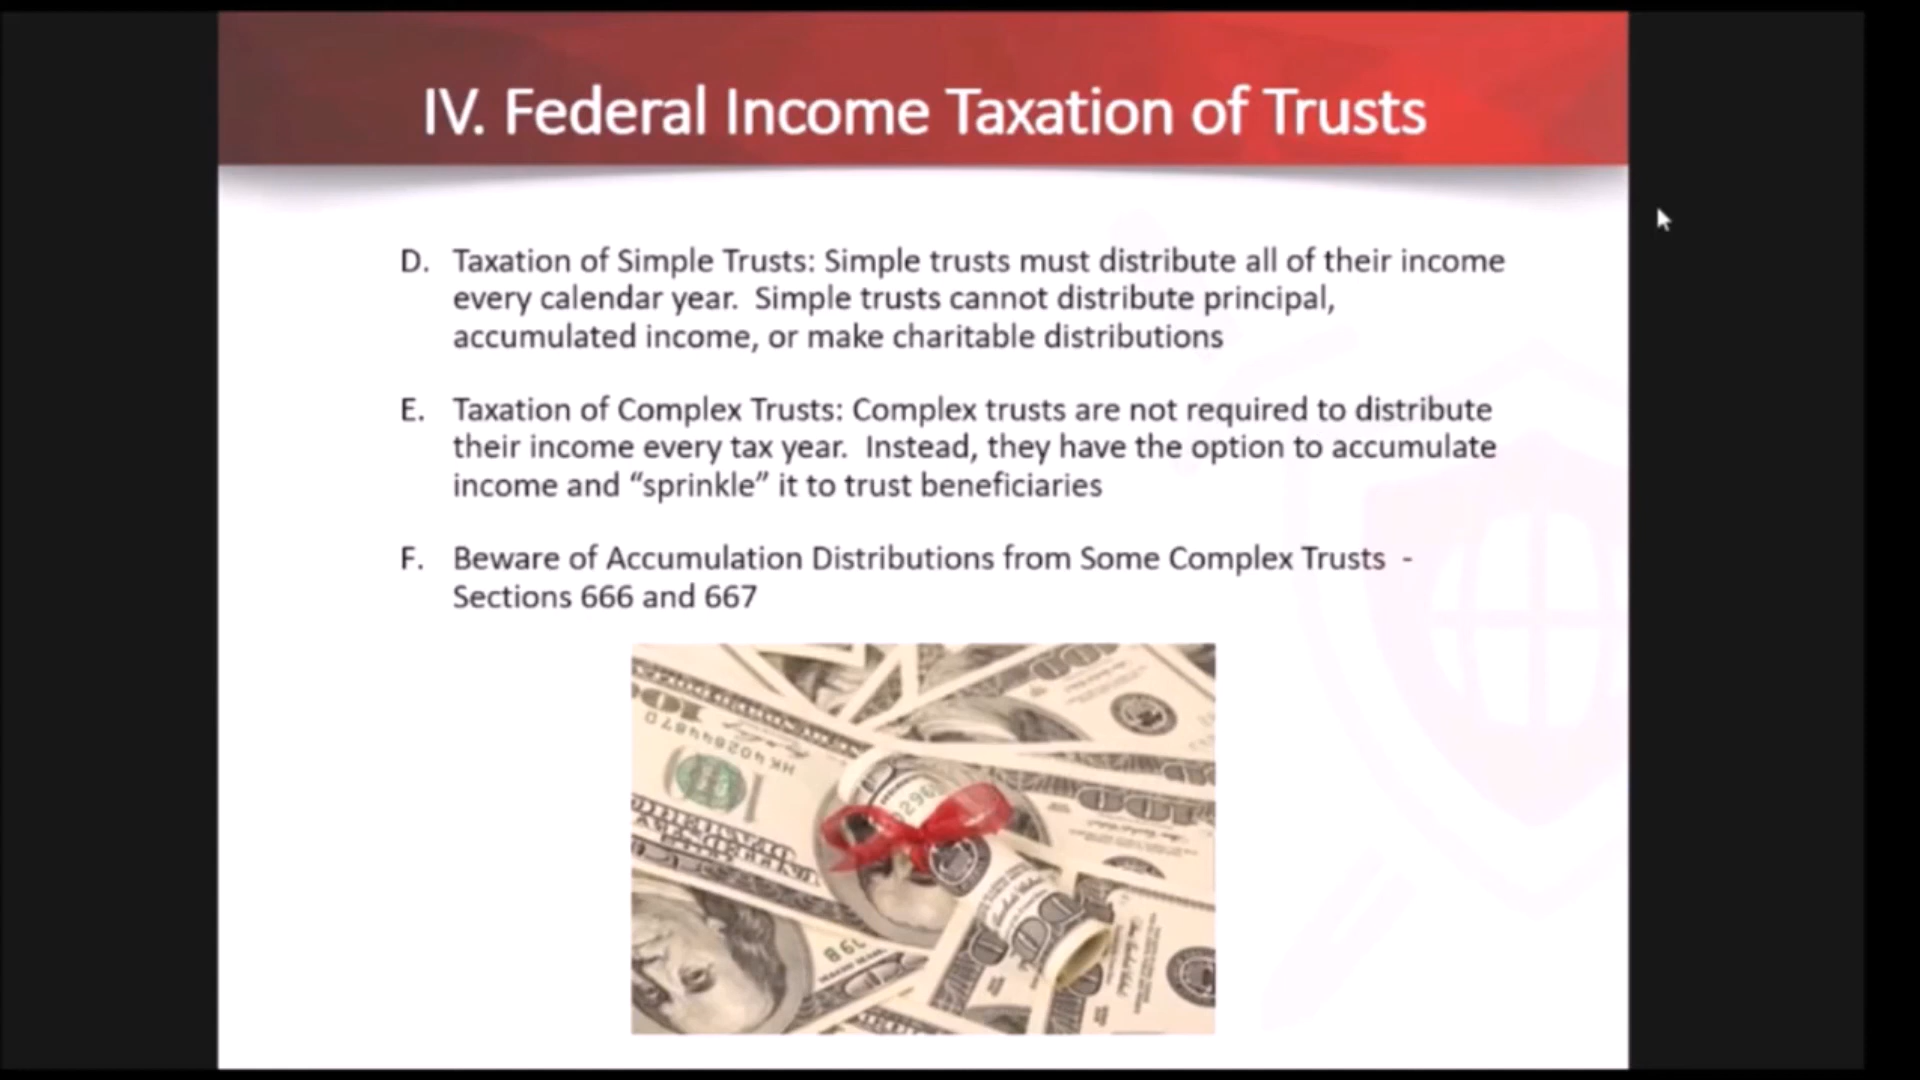 IV. Federal Income Taxation of Trusts
D. Taxation of Simple Trusts: Simple trusts must distribute all of their income
every calendar year. Simple trusts cannot distribute principal,
accumulated income, or make charitable distributions
E. Taxation of Complex Trusts: Complex trusts are not required to distribute
their income every tax year. Instead, they have the option to accumulate
income and “sprinkle” it to trust beneficiaries
F. Beware of Accumulation Distributions from Some Complex Trusts -
Sections 666 and 667